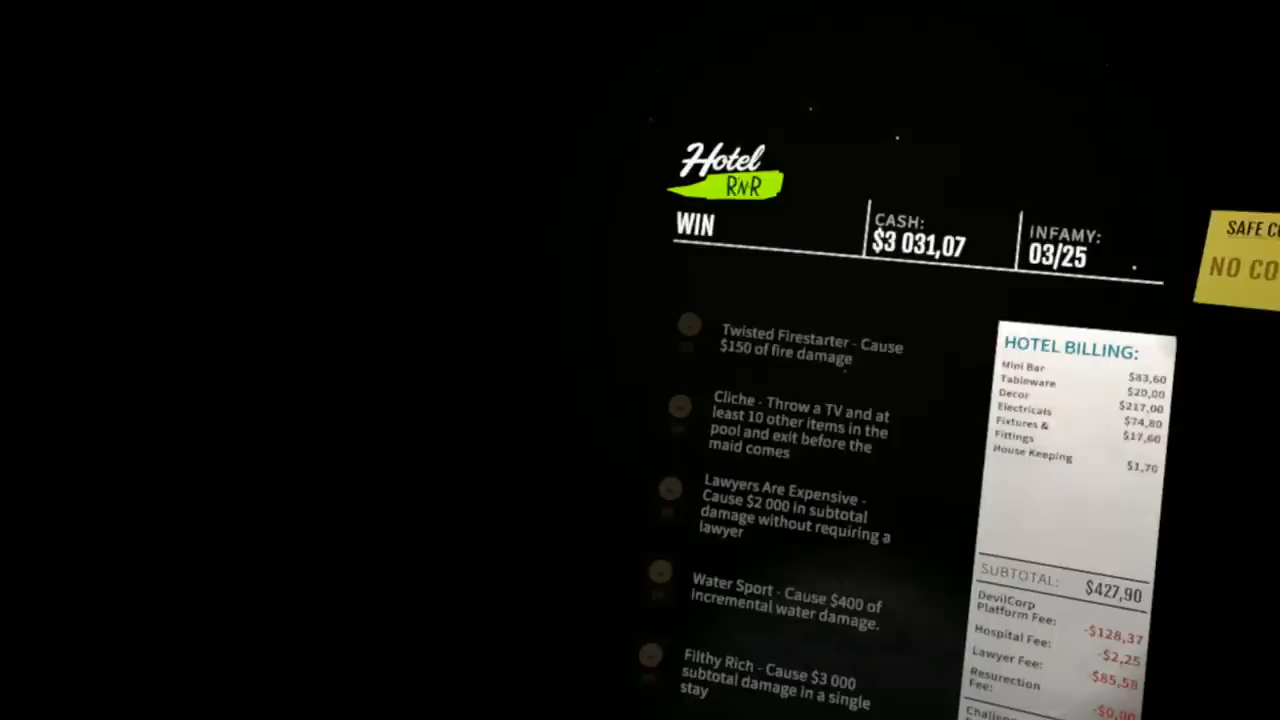 Hotel
RNR
WIN
CASH:
$3 031,07
INFAMY:
03/25
SAFE
NO
Twisted Firestarter - Cause
$150 of fire damage
Cliche - Throw a TV and at
least 10 other items in the
pool and exit before the
maid comes
Lawyers Are Expensive -
Cause $2 000 in subtotal
damage without requiring a
lawyer
Water Sport - Cause $400 of
incremental water damage.
Filthy Rich - Cause $3 000
subtotal damage in a single
stay
HOTEL BILLING:
Mini Bar $83,60
Tableware $20,00
Decor $217,00
Electricals $74,80
Fixtures &
Fittings $17,60
House Keeping $1,70
SUBTOTAL: $427,90
DevilCorp
Platform Fee: -$128,37
Hospital Fee: -$2,25
Lawyer Fee: -$85,58
Resurection
Fee: -$0,00